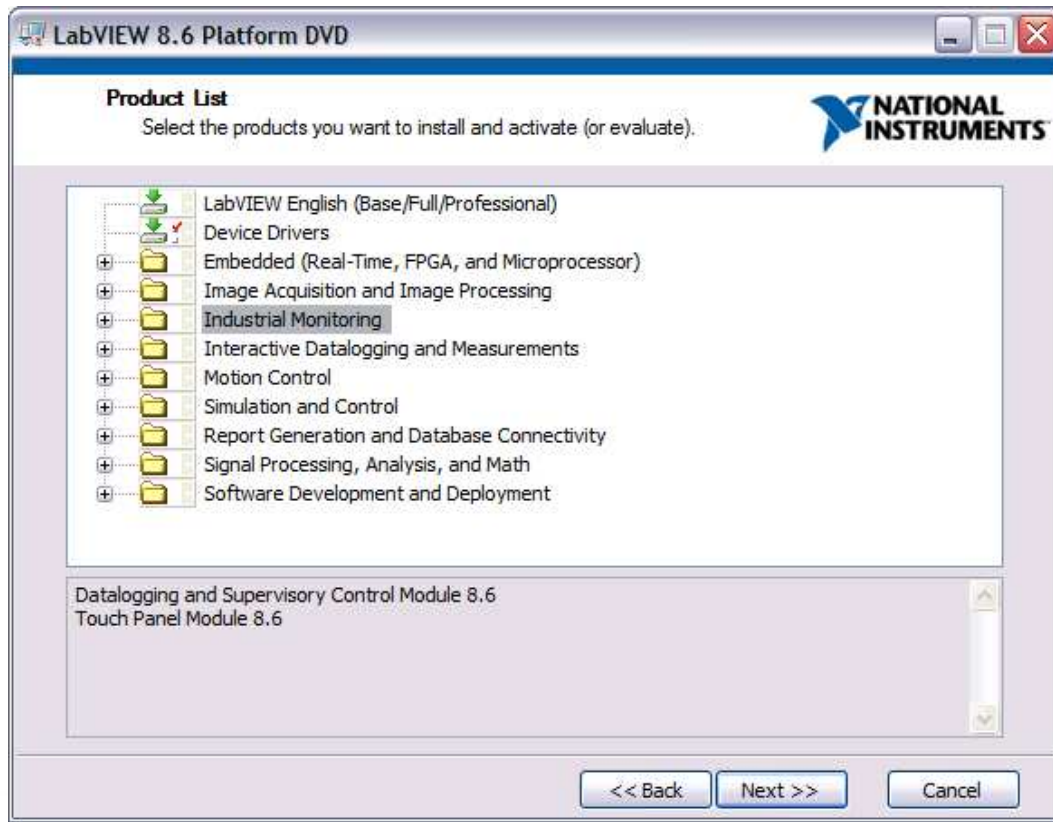 LabVIEW 8.6 Platform DVD
Product List
Select the products you want to install and activate (or evaluate).
NATIONAL
INSTRUMENTS
LabVIEW English (Base/Full/Professional)
Device Drivers
Embedded (Real-Time, FPGA, and Microprocessor)
Image Acquisition and Image Processing
Industrial Monitoring
Interactive Datalogging and Measurements
Motion Control
Simulation and Control
Report Generation and Database Connectivity
Signal Processing, Analysis, and Math
Software Development and Deployment
Datalogging and Supervisory Control Module 8.6
Touch Panel Module 8.6
<< Back
Next >>
Cancel